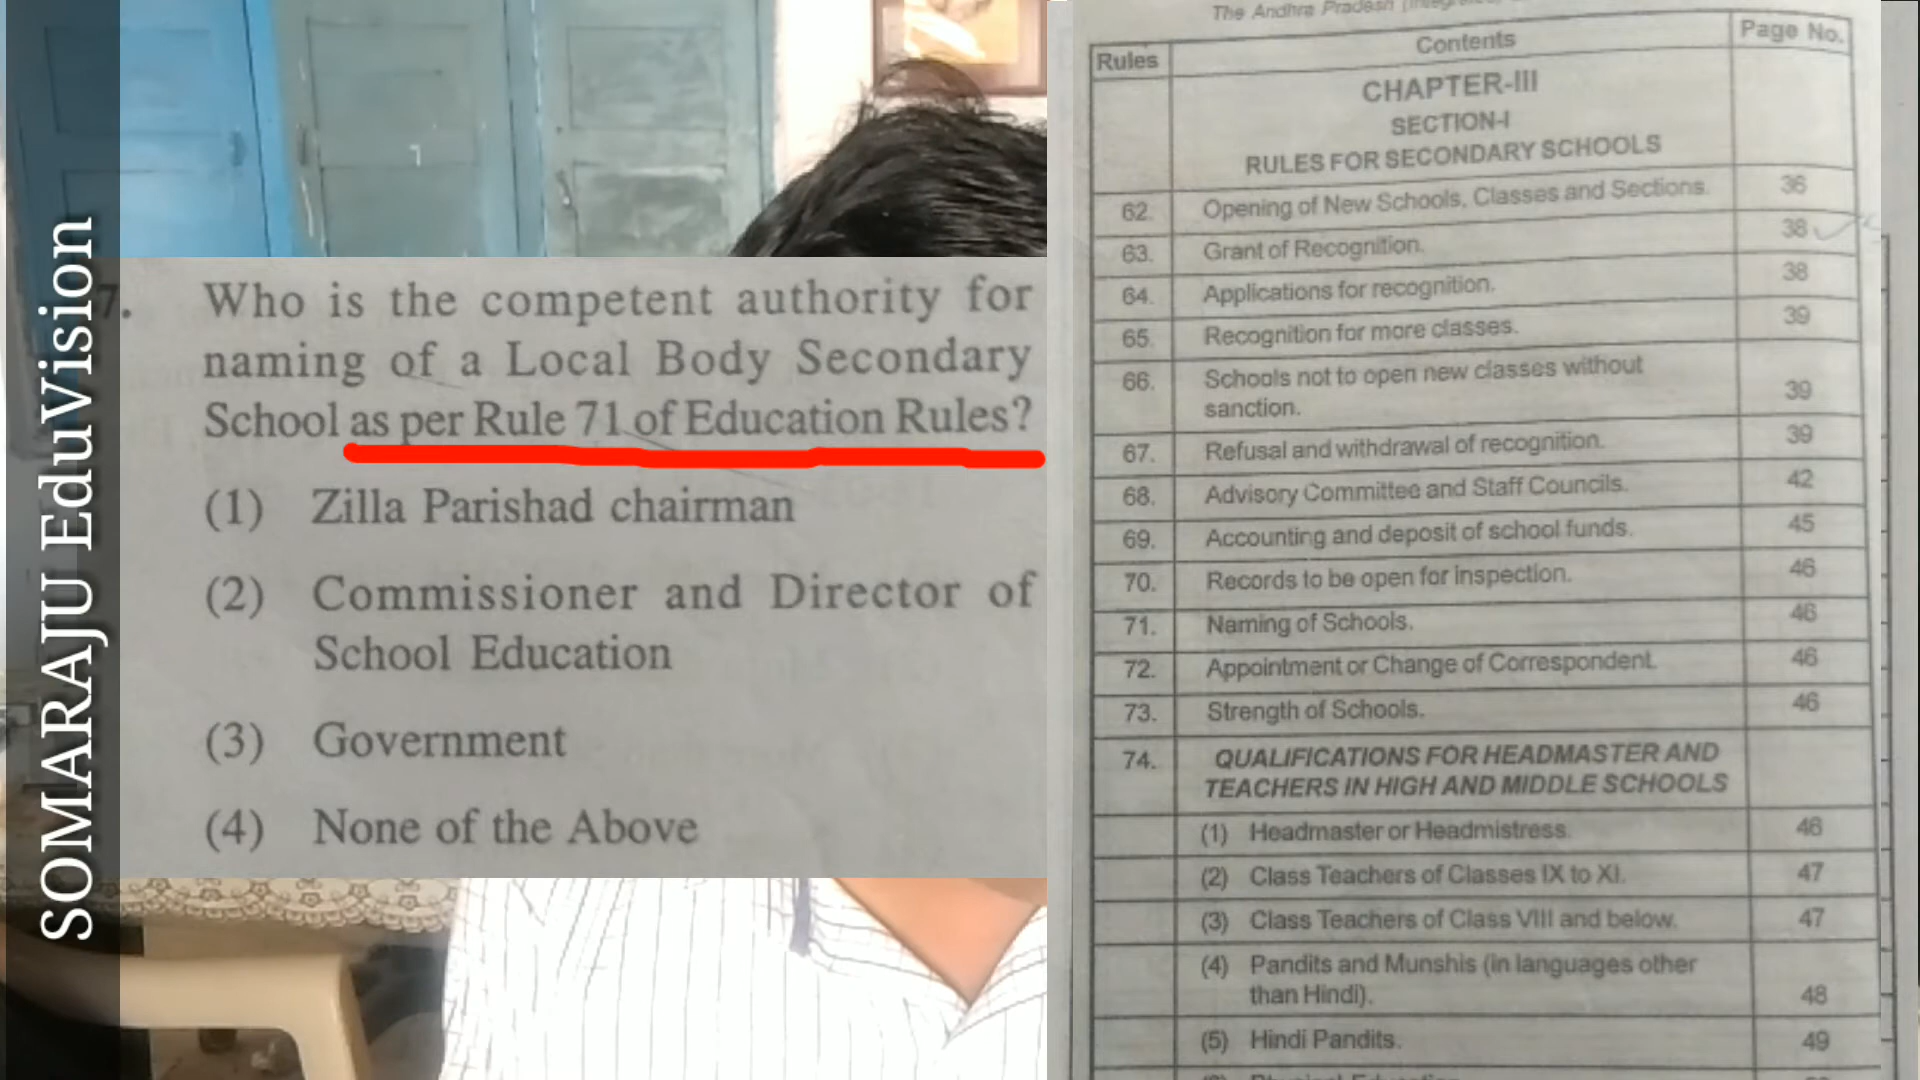 SOMARAJU EduVision
7. Who is the competent authority for
naming of a Local Body Secondary
School as per Rule 71 of Education Rules?
(1) Zilla Parishad chairman
(2) Commissioner and Director of
School Education
(3) Government
(4) None of the Above
The Andhra Pradesh
Rules Contents Page No.
CHAPTER-III
SECTION-I
RULES FOR SECONDARY SCHOOLS
62. Opening of New Schools, Classes and Sections. 36
63. Grant of Recognition. 38
64. Applications for recognition. 38
65. Recognition for more classes. 39
66. Schools not to open new classes without
sanction. 39
67. Refusal and withdrawal of recognition. 39
68. Advisory Committee and Staff Councils. 42
69. Accounting and deposit of school funds. 45
70. Records to be open for inspection. 46
71. Naming of Schools. 46
72. Appointment or Change of Correspondent. 46
73. Strength of Schools. 46
74. QUALIFICATIONS FOR HEADMASTER AND
TEACHERS IN HIGH AND MIDDLE SCHOOLS
(1) Headmaster or Headmistress. 46
(2) Class Teachers of Classes IX to XI. 47
(3) Class Teachers of Class VIII and below. 47
(4) Pandits and Munshis (in languages other
than Hindi). 48
(5) Hindi Pandits. 49